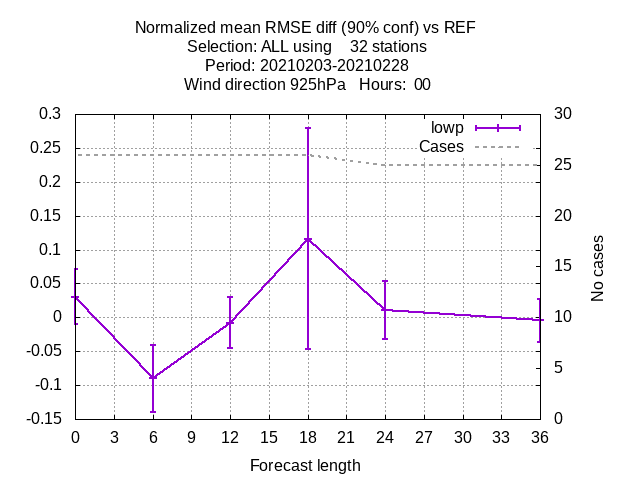 Normalized mean RMSE diff (90% conf) vs REF
Selection: ALL using 32 stations
Period: 20210203-20210228
Wind direction 925hPa Hours: 00
lowp
Cases
0.3
0.25
0.2
0.15
0.1
0.05
0
-0.05
-0.1
-0.15
30
25
20
15
10
5
0
No cases
0 3 6 9 12 15 18 21 24 27 30 33 36
Forecast length